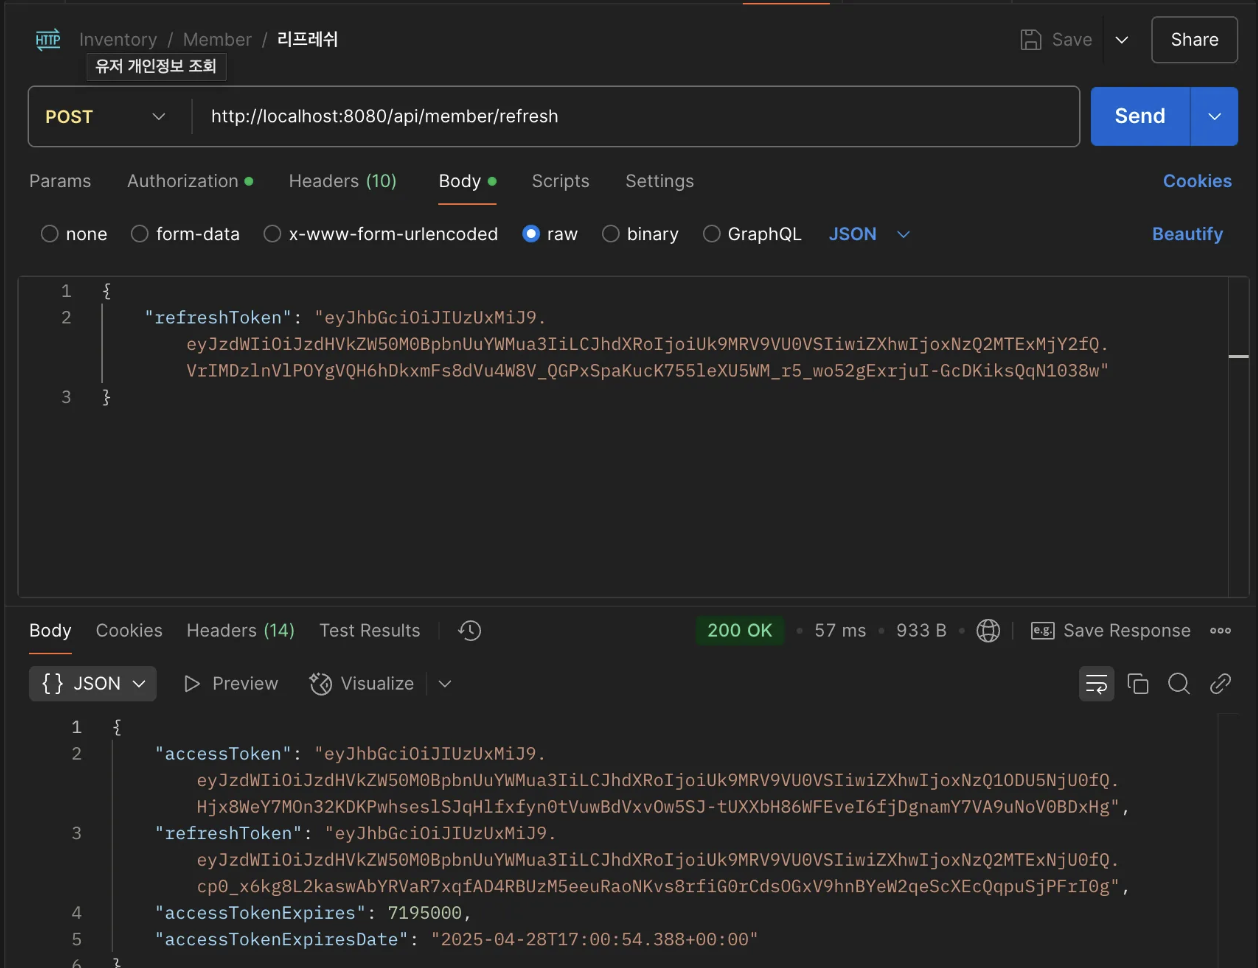 HTTP Inventory / Member / 리프레쉬 Save Share
유저 개인정보 조회
POST http://localhost:8080/api/member/refresh Send
Params Authorization Headers (10) Body Scripts Settings Cookies
none form-data x-www-form-urlencoded raw binary GraphQL JSON Beautify
1 {
2 "refreshToken": "eyJhbGciOiJIUzUxMiJ9.
eyJzdWIiOiJzdHVkZW50M0BpbnUuYWMua3IiLCJhdXRoIjoiUk9MRV9VU0VSIiwiZXhwIjoxNzQ2MTExMjY2fQ.
VrIMDzlnVlPOYgVQH6hDkxmFs8dVu4W8V_QGPxSpaKucK755leXU5WM_r5_wo52gExrjuI-GcDKiksQqN1038w"
3 }
Body Cookies Headers (14) Test Results 200 OK • 57 ms • 933 B • e.g. Save Response
{} JSON Preview Visualize
1 {
2 "accessToken": "eyJhbGciOiJIUzUxMiJ9.
eyJzdWIiOiJzdHVkZW50M0BpbnUuYWMua3IiLCJhdXRoIjoiUk9MRV9VU0VSIiwiZXhwIjoxNzQ1ODU5NjU0fQ.
Hjx8WeY7MOn32KDKPwhseslSJqHlfxfyn0tVuwBdVxvOw5SJ-tUXXbH86WFEveI6fjDgnamY7VA9uNoV0BDxHg",
3 "refreshToken": "eyJhbGciOiJIUzUxMiJ9.
eyJzdWIiOiJzdHVkZW50M0BpbnUuYWMua3IiLCJhdXRoIjoiUk9MRV9VU0VSIiwiZXhwIjoxNzQ2MTExNjU0fQ.
cp0_x6kg8L2kaswAbYRVaR7xqfAD4RBUzM5eeuRaoNKvs8rfiG0rCdsOGxV9hnBYeW2qeScXEcQqpuSjPFrI0g",
4 "accessTokenExpires": 7195000,
5 "accessTokenExpiresDate": "2025-04-28T17:00:54.388+00:00"
6 }